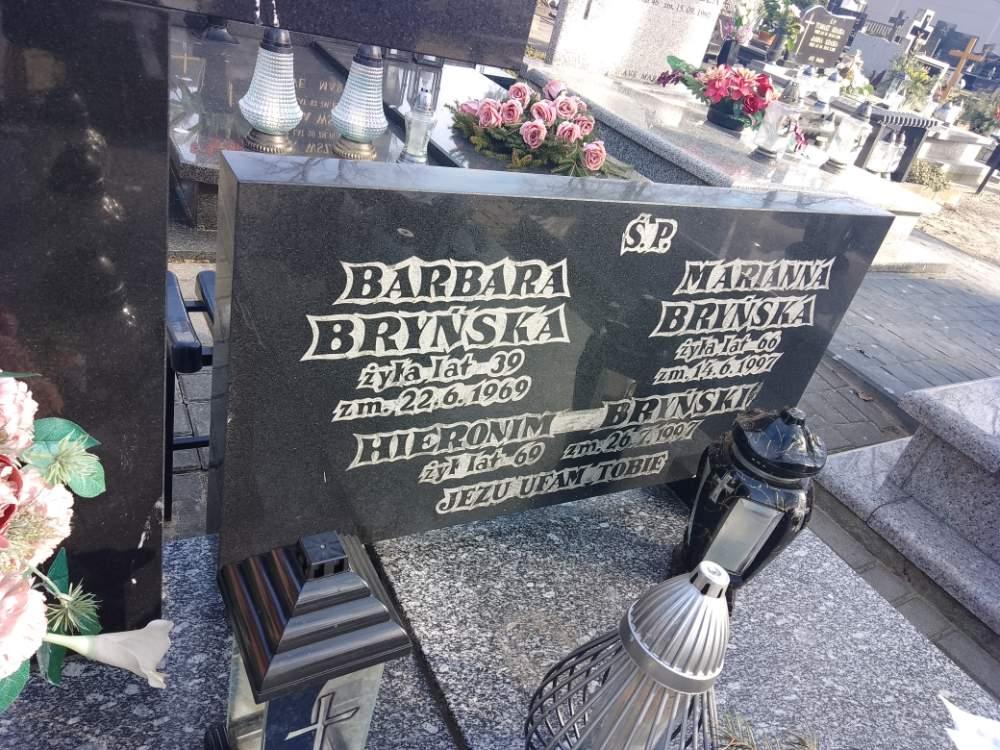 Ś.P.
BARBARA
BRYŃSKA
żyła lat 39
zm. 22.6.1969
MARIANNA
BRYŃSKA
żyła lat 66
zm. 14.6.1997
HIERONIM BRYŃSKI
żył lat 69 zm. 26.7.1997
JEZU UFAM TOBIE